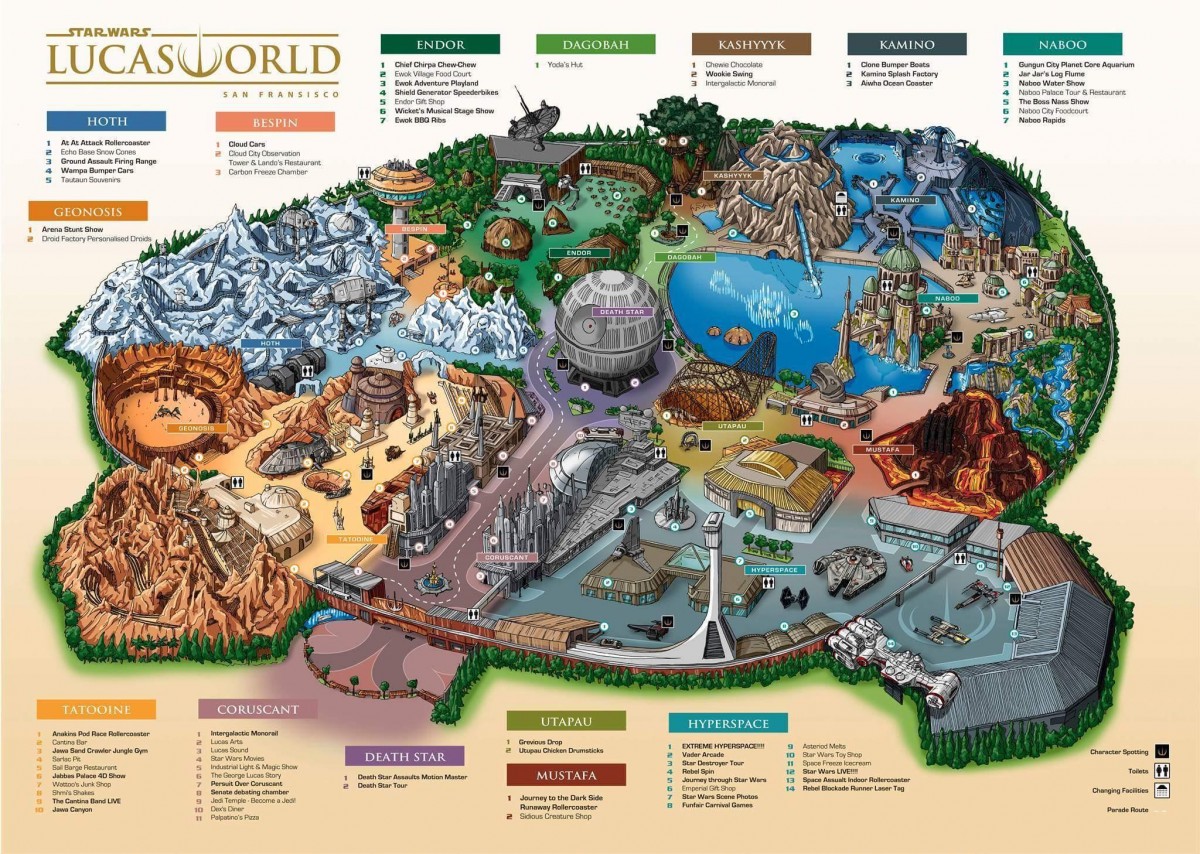 STAR WARS
LUCASWORLD
SAN FRANSISCO
ENDOR
1 Chief Chirpa Chew-Chew
2 Ewok Village Food Court
3 Ewok Adventure Playland
4 Shield Generator Speederbikes
5 Endor Gift Shop
6 Wicket's Musical Stage Show
7 Ewok BBQ Ribs
DAGOBAH
1 Yoda's Hut
KASHYYYK
1 Chewie Chocolate
2 Wookie Swing
3 Intergalactic Monorail
KAMINO
1 Clone Bumper Boats
2 Kamino Splash Factory
3 Aiwha Ocean Coaster
NABOO
1 Gungun City Planet Core Aquarium
2 Jar Jar's Log Flume
3 Naboo Water Show
4 Naboo Palace Tour & Restaurant
5 The Boss Nass Show
6 Naboo City Foodcourt
7 Naboo Rapids
HOTH
1 At At Attack Rollercoaster
2 Echo Base Snow Cones
3 Ground Assault Firing Range
4 Wampa Bumper Cars
5 Tautaun Souvenirs
BESPIN
1 Cloud Cars
2 Cloud City Observation
Tower & Lando's Restaurant
3 Carbon Freeze Chamber
GEONOSIS
1 Arena Stunt Show
2 Droid Factory Personalised Droids
KASHYYYK
KAMINO
BESPIN
ENDOR
DAGOBAH
NABOO
DEATH STAR
HOTH
GEONOSIS
UTAPAU
MUSTAFA
TATOOINE
CORUSCANT
HYPERSPACE
TATOOINE
1 Anakins Pod Race Rollercoaster
2 Cantina Bar
3 Jawa Sand Crawler Jungle Gym
4 Sarlac Pit
5 Sail Barge Restaurant
6 Jabbas Palace 4D Show
7 Wattoo's Junk Shop
8 Shmi's Shakes
9 The Cantina Band LIVE
10 Jawa Canyon
CORUSCANT
1 Intergalactic Monorail
2 Lucas Arts
3 Lucas Sound
4 Star Wars Movies
5 Industrial Light & Magic Show
6 The George Lucas Story
7 Persuit Over Coruscant
8 Senate debating chamber
9 Jedi Temple - Become a Jedi!
10 Dex's Diner
11 Palpatino's Pizza
DEATH STAR
1 Death Star Assaults Motion Master
2 Death Star Tour
UTAPAU
1 Grevious Drop
2 Utupau Chicken Drumsticks
MUSTAFA
1 Journey to the Dark Side
Runaway Rollercoaster
2 Sidious Creature Shop
HYPERSPACE
1 EXTREME HYPERSPACE!!!!
2 Vader Arcade
3 Star Destroyer Tour
4 Rebel Spin
5 Journey through Star Wars
6 Emperial Gift Shop
7 Star Wars Scene Photos
8 Funfair Carnival Games
9 Asteriod Melts
10 Star Wars Toy Shop
11 Space Freeze Icecream
12 Star Wars LIVE!!!!
13 Space Assualt Indoor Rollercoaster
14 Rebel Blockade Runner Laser Tag
Character Spotting
Toilets
Changing Facilities
Parade Route